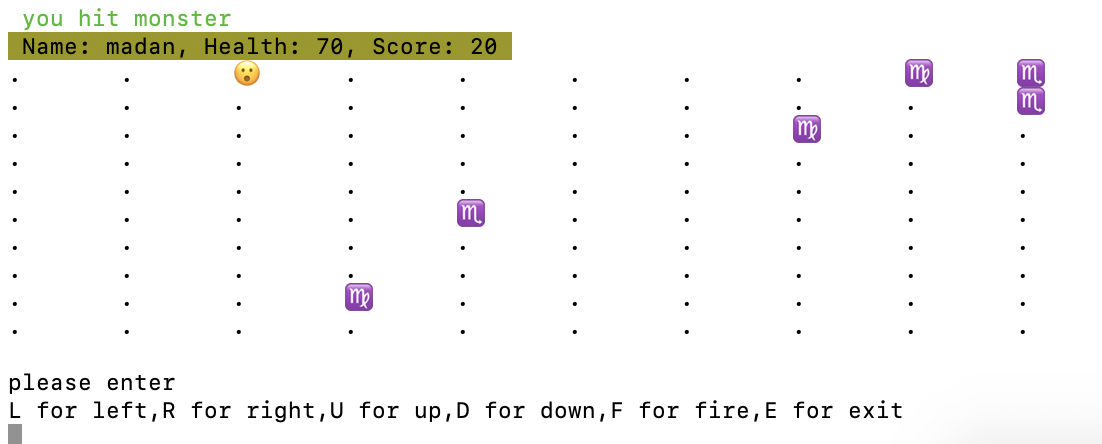 you hit monster
Name: madan, Health: 70, Score: 20
. . 😮 . . . . . ♍ ♏
. . . . . . . . . ♏
. . . . . . . ♍ . .
. . . . . . . . . .
. . . . . . . . . .
. . . . ♏ . . . . .
. . . . . . . . . .
. . . . . . . . . .
. . . ♍ . . . . . .
. . . . . . . . . .
please enter
L for left,R for right,U for up,D for down,F for fire,E for exit